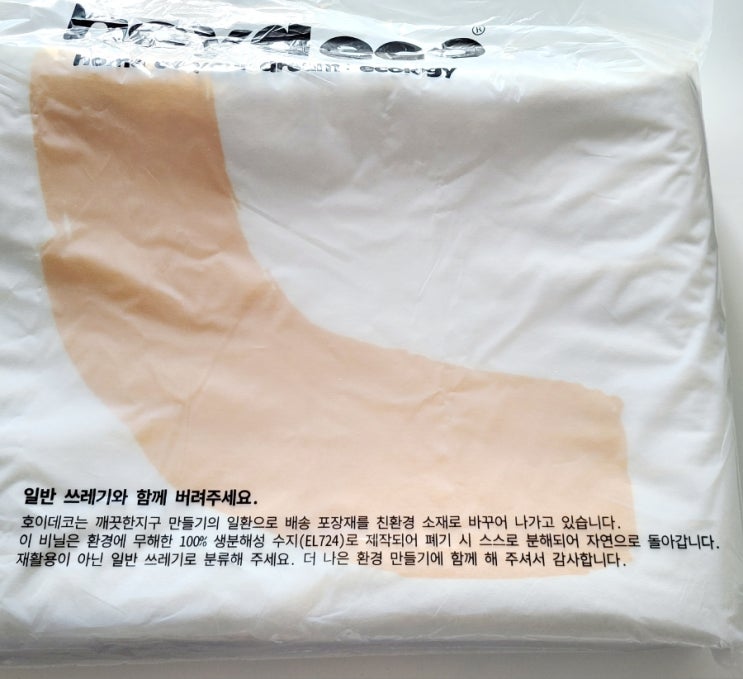 home of your dream : ecology
일반 쓰레기와 함께 버려주세요.
호이데코는 깨끗한지구 만들기의 일환으로 배송 포장재를 친환경 소재로 바꾸어 나가고 있습니다.
이 비닐은 환경에 무해한 100% 생분해성 수지(EL724)로 제작되어 폐기 시 스스로 분해되어 자연으로 돌아갑니다.
재활용이 아닌 일반 쓰레기로 분류해 주세요. 더 나은 환경 만들기에 함께 해 주셔서 감사합니다.